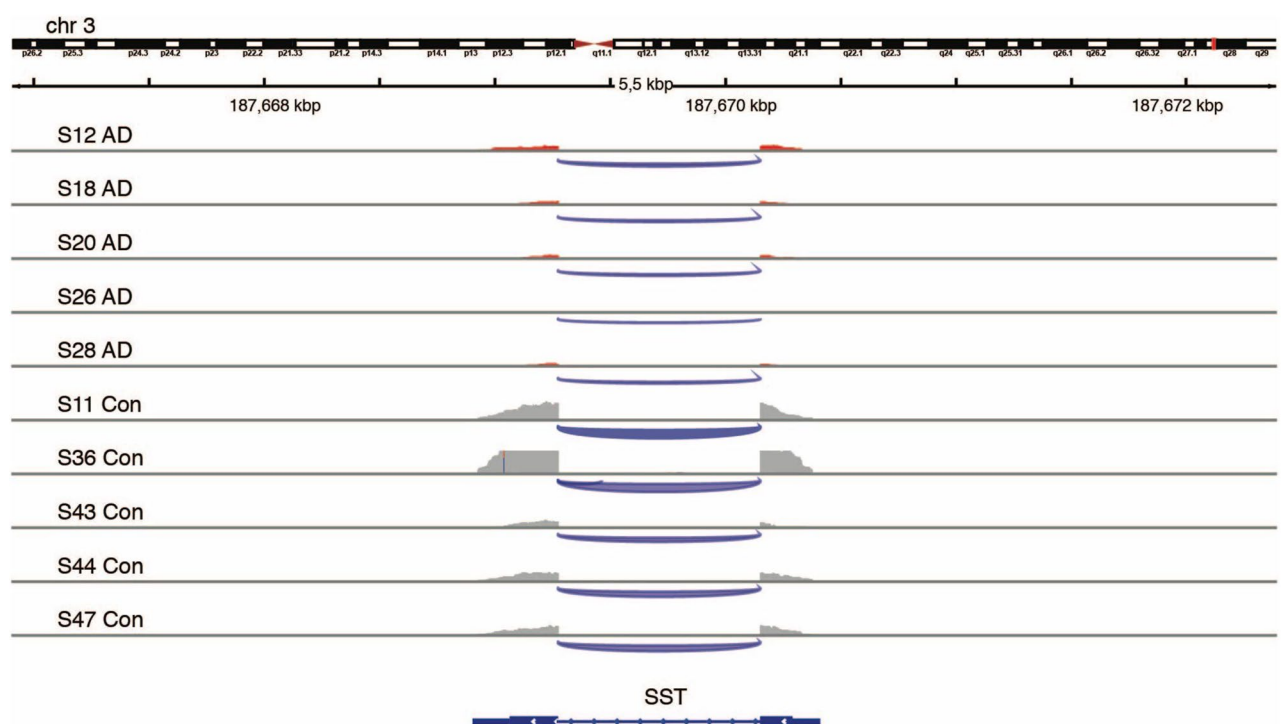 chr 3
p26.2 p25.3 p24.3 p24.2 p23 p22.2 p21.33 p21.2 p14.3 p14.1 p13 p12.3 p12.1 q11.1 q12.1 q13.12 q13.31 q21.1 q22.1 q22.3 q24 q25.1 q25.31 q26.1 q26.2 q26.32 q27.1 q28 q29
5,5 kbp
187,668 kbp 187,670 kbp 187,672 kbp
S12 AD
S18 AD
S20 AD
S26 AD
S28 AD
S11 Con
S36 Con
S43 Con
S44 Con
S47 Con
SST